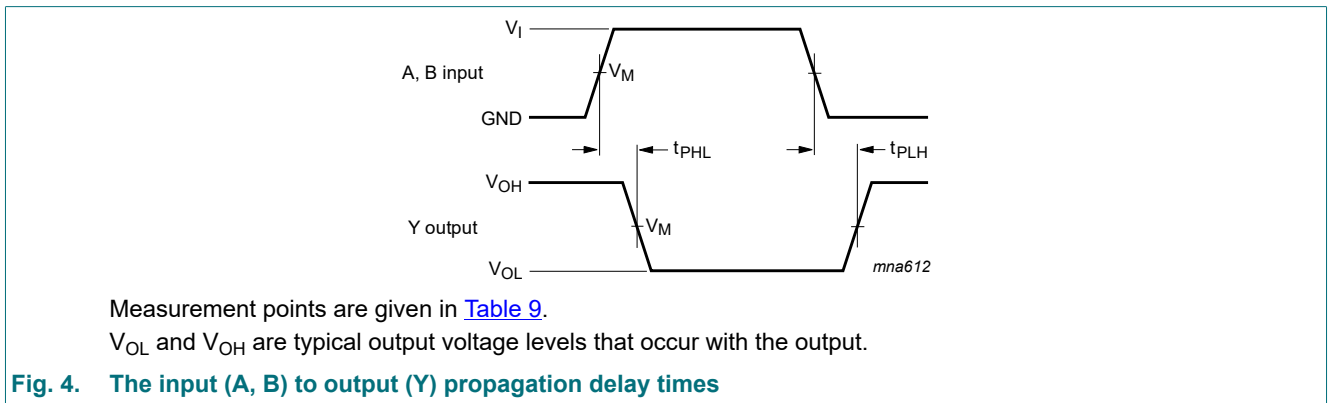 V_I
A, B input
V_M
GND
t_PHL
t_PLH
V_OH
Y output
V_M
V_OL
mna612
Measurement points are given in Table 9.
V_OL and V_OH are typical output voltage levels that occur with the output.
Fig. 4. The input (A, B) to output (Y) propagation delay times